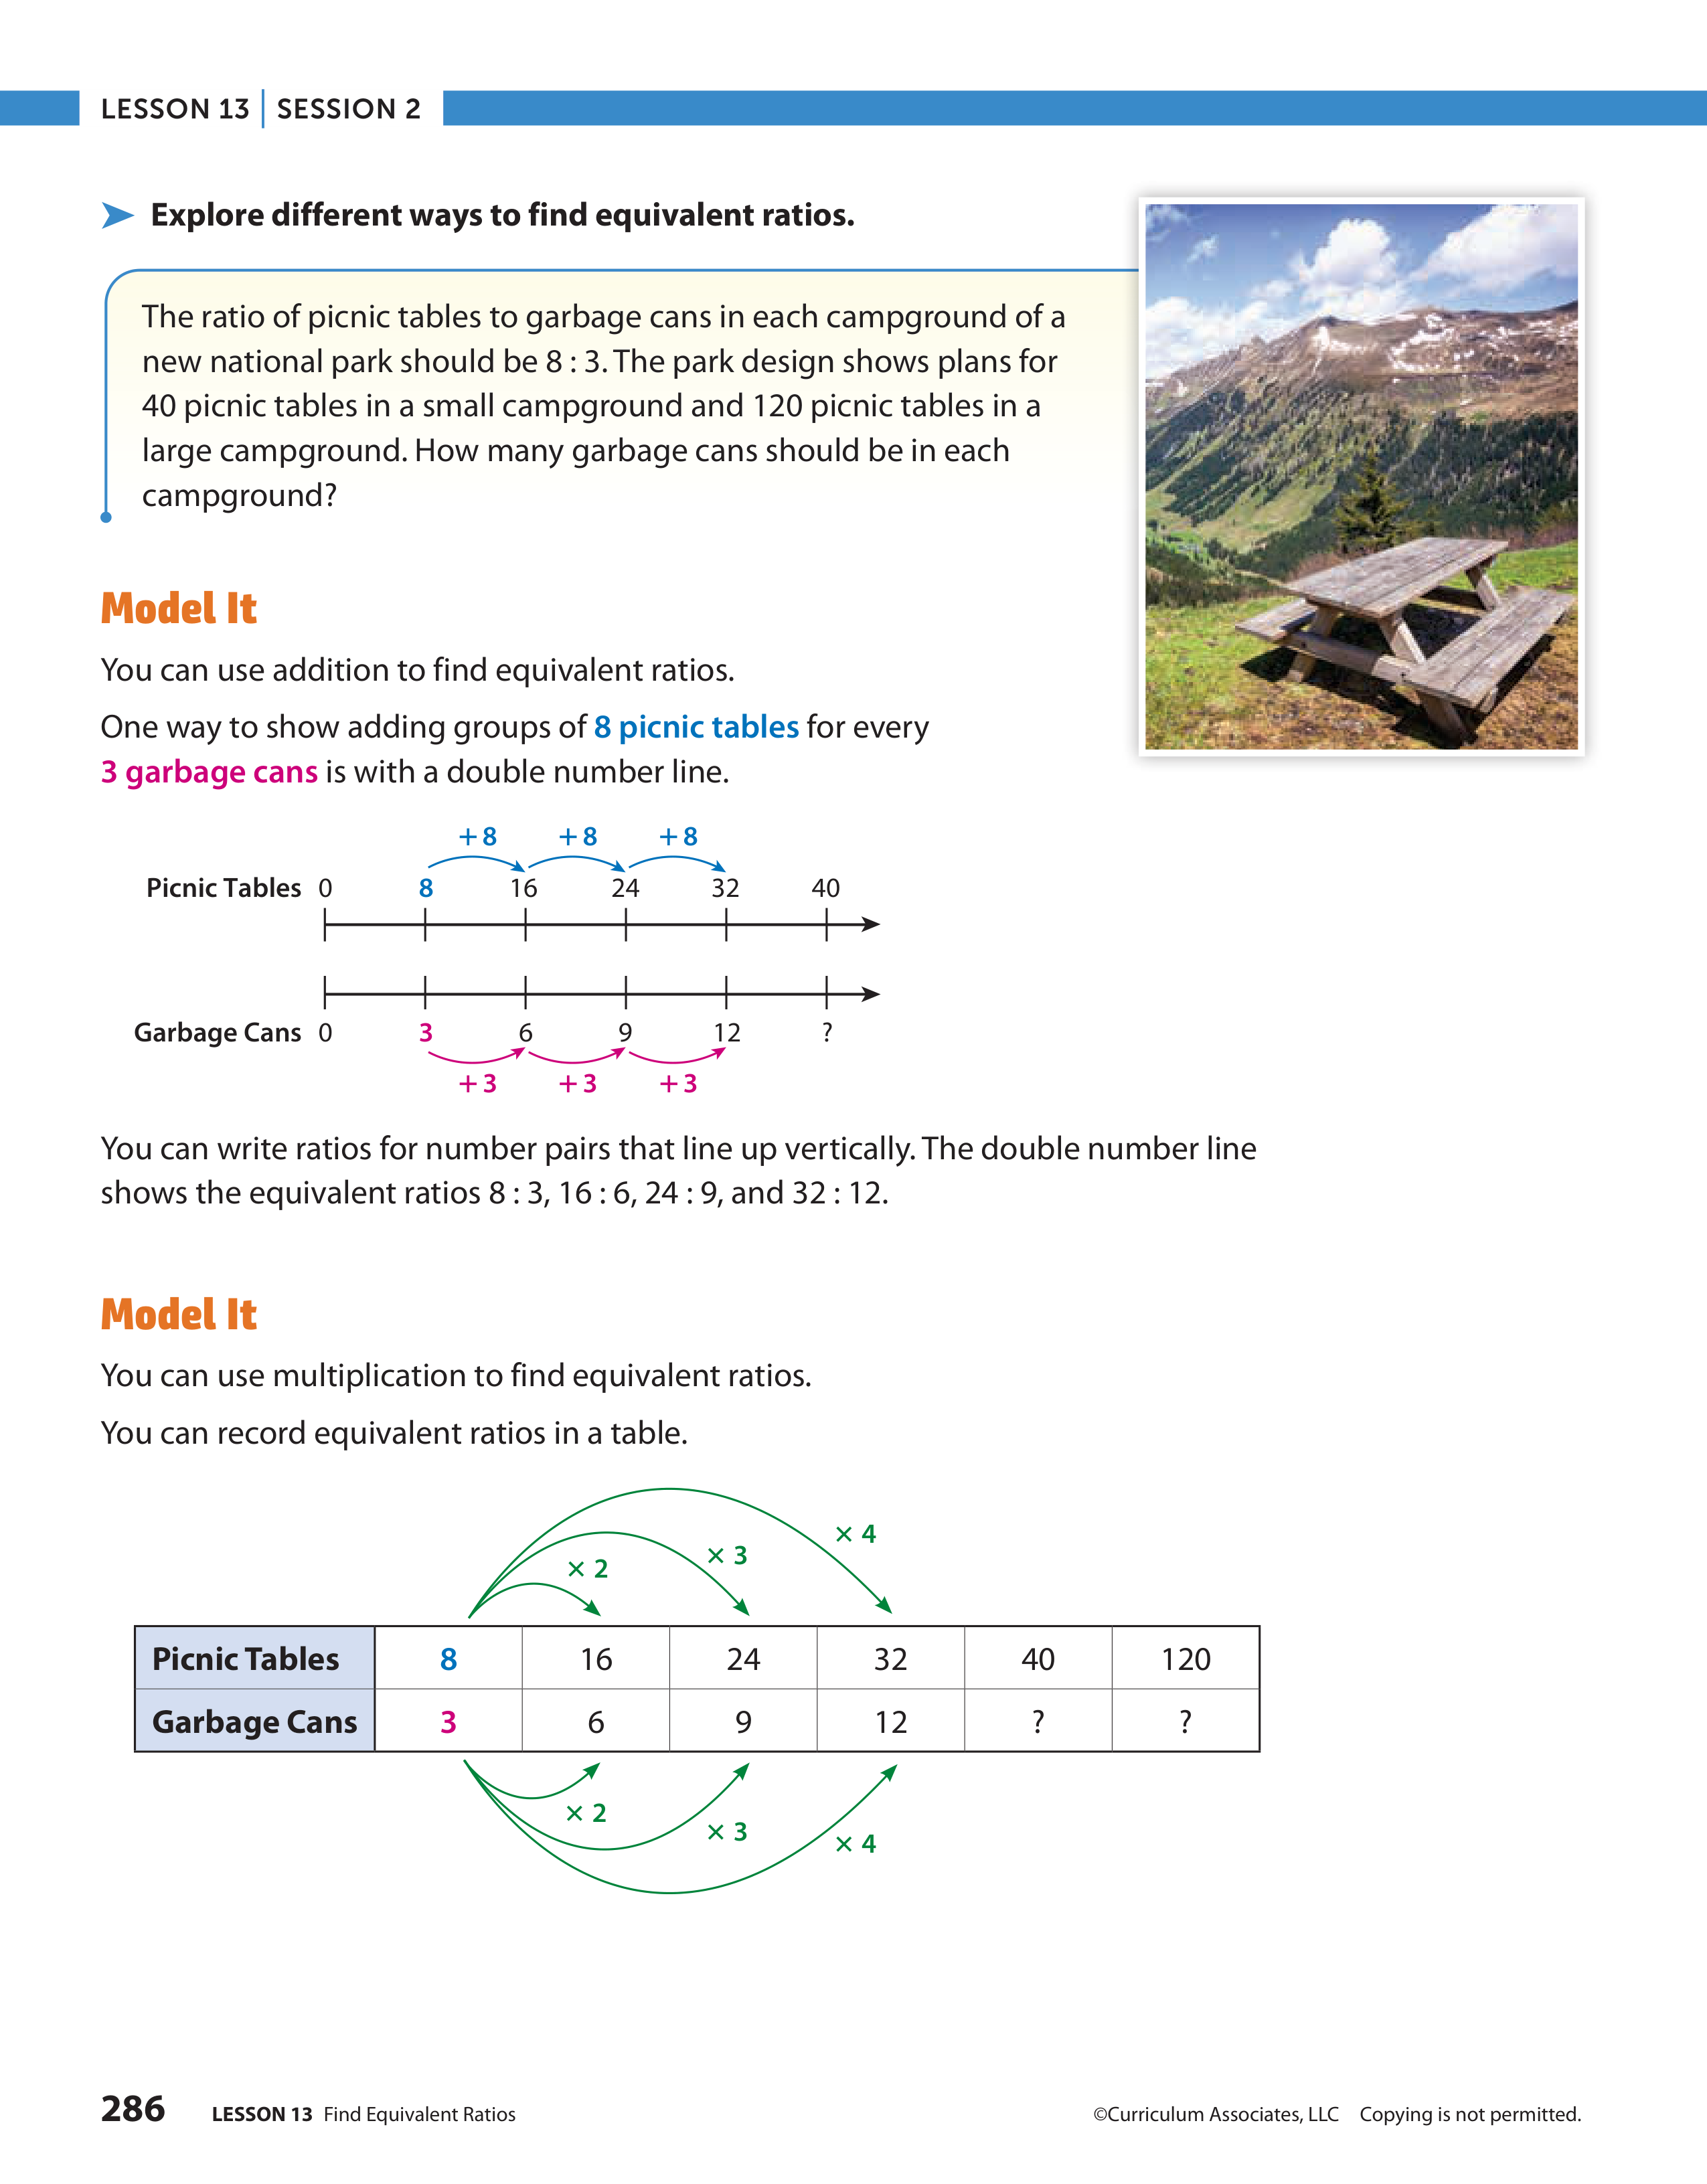 LESSON 13 | SESSION 2
Explore different ways to find equivalent ratios.
The ratio of picnic tables to garbage cans in each campground of a
new national park should be 8 : 3. The park design shows plans for
40 picnic tables in a small campground and 120 picnic tables in a
large campground. How many garbage cans should be in each
campground?
Model It
You can use addition to find equivalent ratios.
One way to show adding groups of 8 picnic tables for every
3 garbage cans is with a double number line.
+ 8 + 8 + 8
Picnic Tables 0 8 16 24 32 40
Garbage Cans 0 3 6 9 12 ?
+ 3 + 3 + 3
You can write ratios for number pairs that line up vertically. The double number line
shows the equivalent ratios 8 : 3, 16 : 6, 24 : 9, and 32 : 12.
Model It
You can use multiplication to find equivalent ratios.
You can record equivalent ratios in a table.
× 2 × 3 × 4
Picnic Tables 8 16 24 32 40 120
Garbage Cans 3 6 9 12 ? ?
× 2 × 3 × 4
286 LESSON 13 Find Equivalent Ratios ©Curriculum Associates, LLC Copying is not permitted.